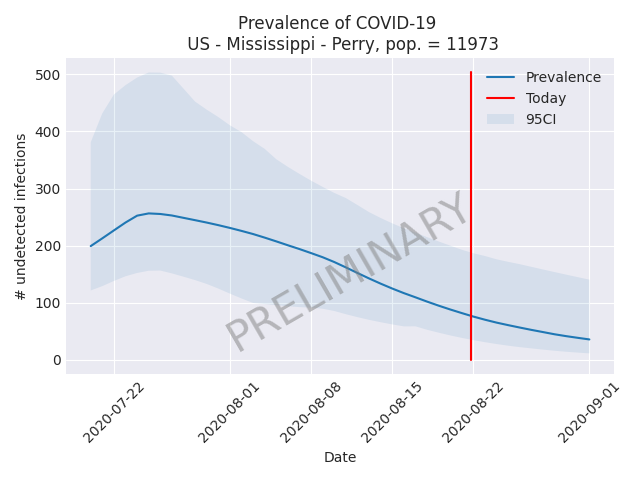 Prevalence of COVID-19
US - Mississippi - Perry, pop. = 11973
# undetected infections
500
400
300
200
100
0
Prevalence
Today
95CI
PRELIMINARY
2020-07-22
2020-08-01
2020-08-08
2020-08-15
2020-08-22
2020-09-01
Date